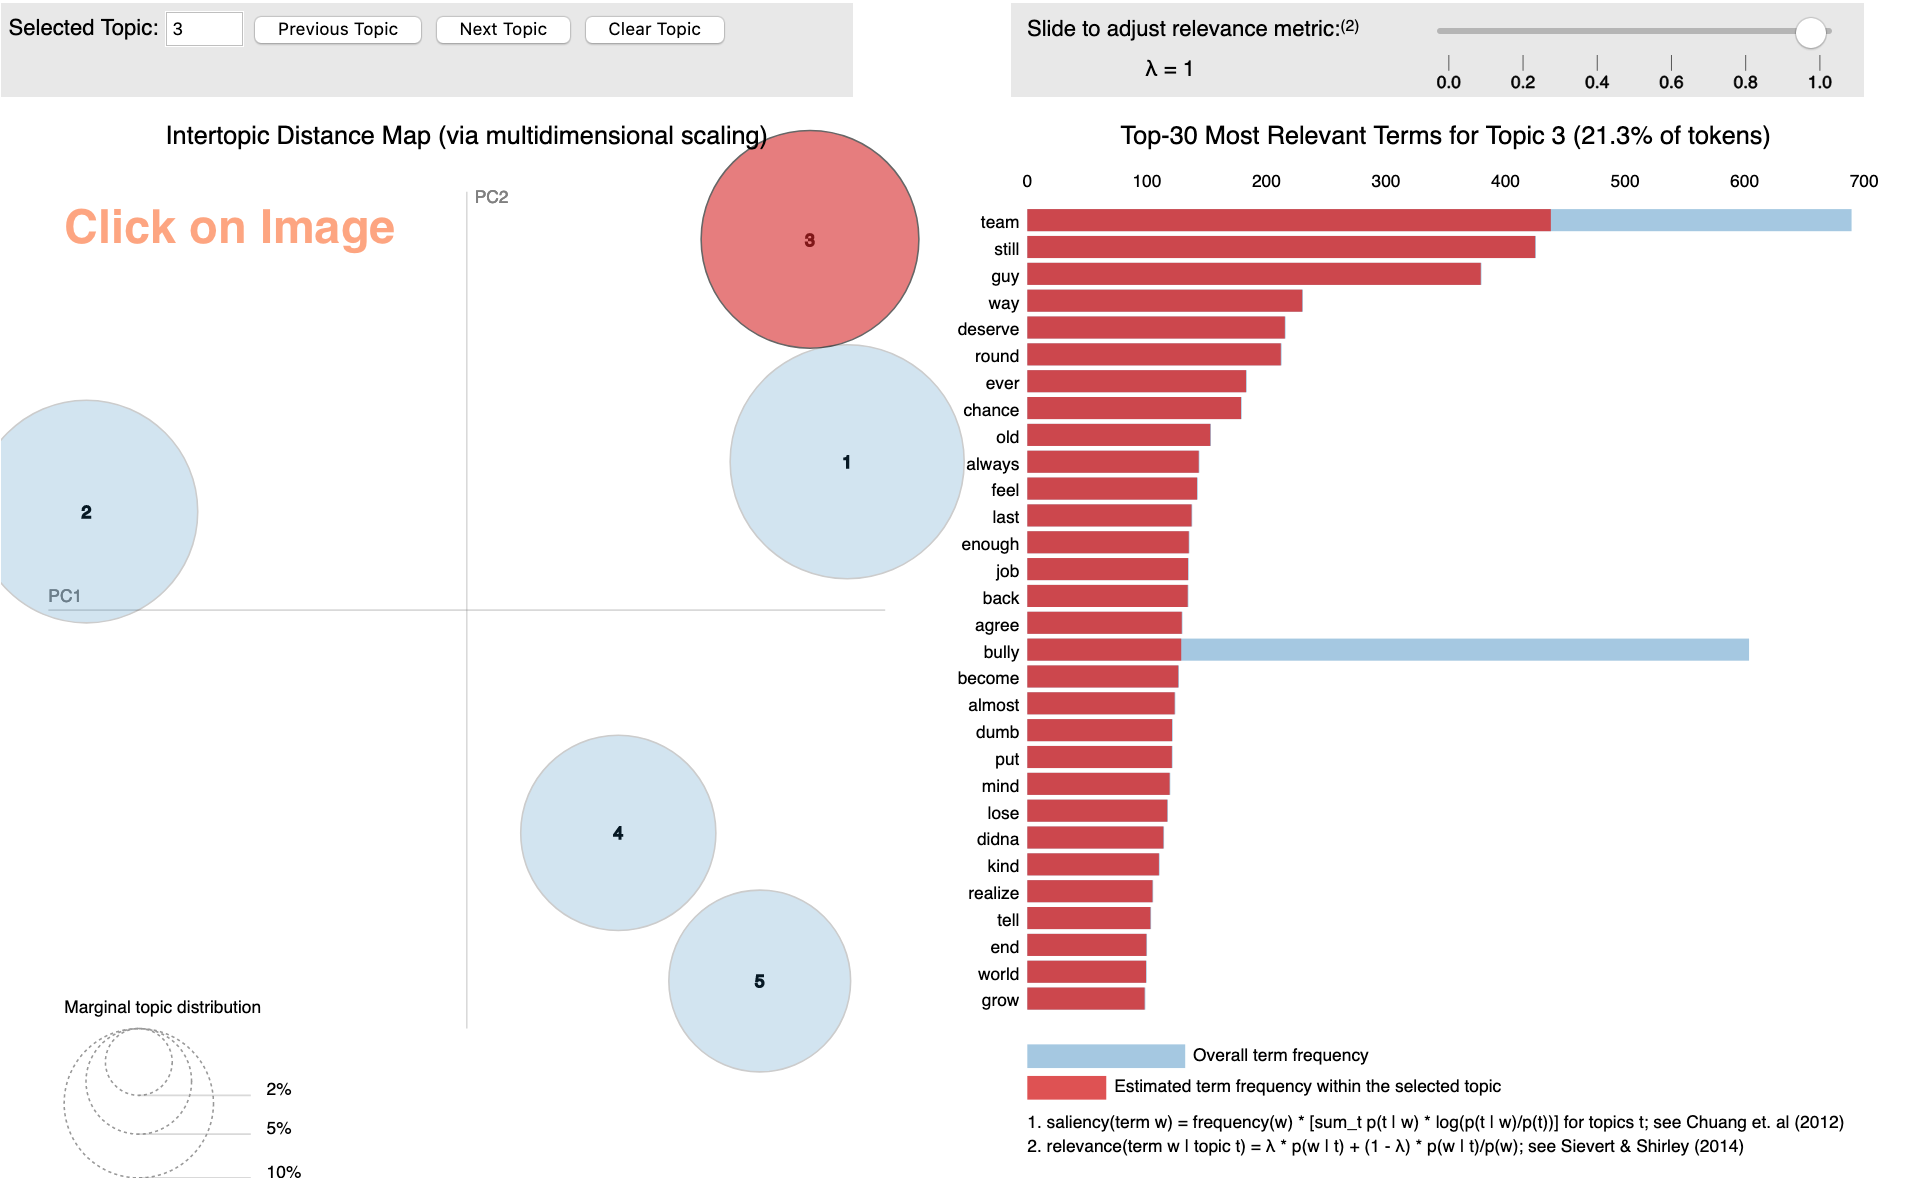 Selected Topic: 3 Previous Topic Next Topic Clear Topic
Slide to adjust relevance metric:(2)
λ = 1
0.0 0.2 0.4 0.6 0.8 1.0
Intertopic Distance Map (via multidimensional scaling)
PC2
Click on Image
3
1
2
PC1
4
5
Marginal topic distribution
2%
5%
10%
Top-30 Most Relevant Terms for Topic 3 (21.3% of tokens)
0 100 200 300 400 500 600 700
team
still
guy
way
deserve
round
ever
chance
old
always
feel
last
enough
job
back
agree
bully
become
almost
dumb
put
mind
lose
didna
kind
realize
tell
end
world
grow
Overall term frequency
Estimated term frequency within the selected topic
1. saliency(term w) = frequency(w) * [sum_t p(t | w) * log(p(t | w)/p(t))] for topics t; see Chuang et. al (2012)
2. relevance(term w | topic t) = λ * p(w | t) + (1 - λ) * p(w | t)/p(w); see Sievert & Shirley (2014)